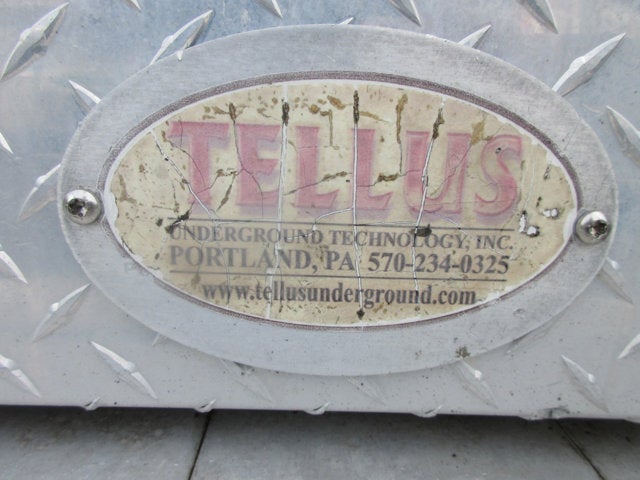 TELLUS
UNDERGROUND TECHNOLOGY, INC.
PORTLAND, PA 570-234-0325
www.tellusunderground.com